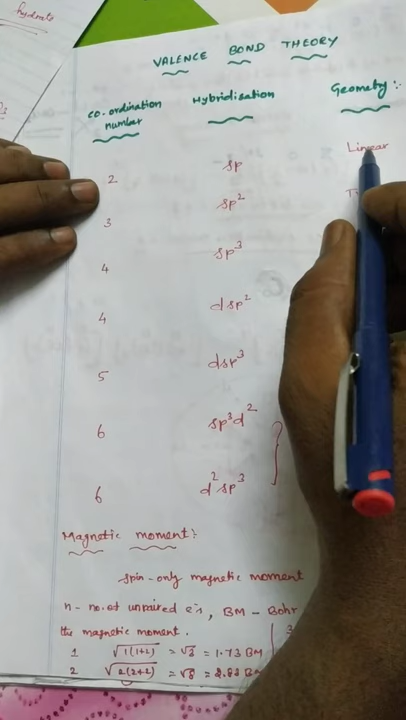 hydrate
VALENCE BOND THEORY
co-ordination number Hybridisation Geometry:-
2 sp Linear
3 sp²
4 sp³
4 dsp²
5 dsp³
6 sp³d²
6 d²sp³
Magnetic moment:
spin-only magnetic moment
n - no. of unpaired e's, BM - Bohr
the magnetic moment.
1 √1(1+2) = √3 = 1.73 BM
2 √2(2+2) = √8 = 2.83 BM